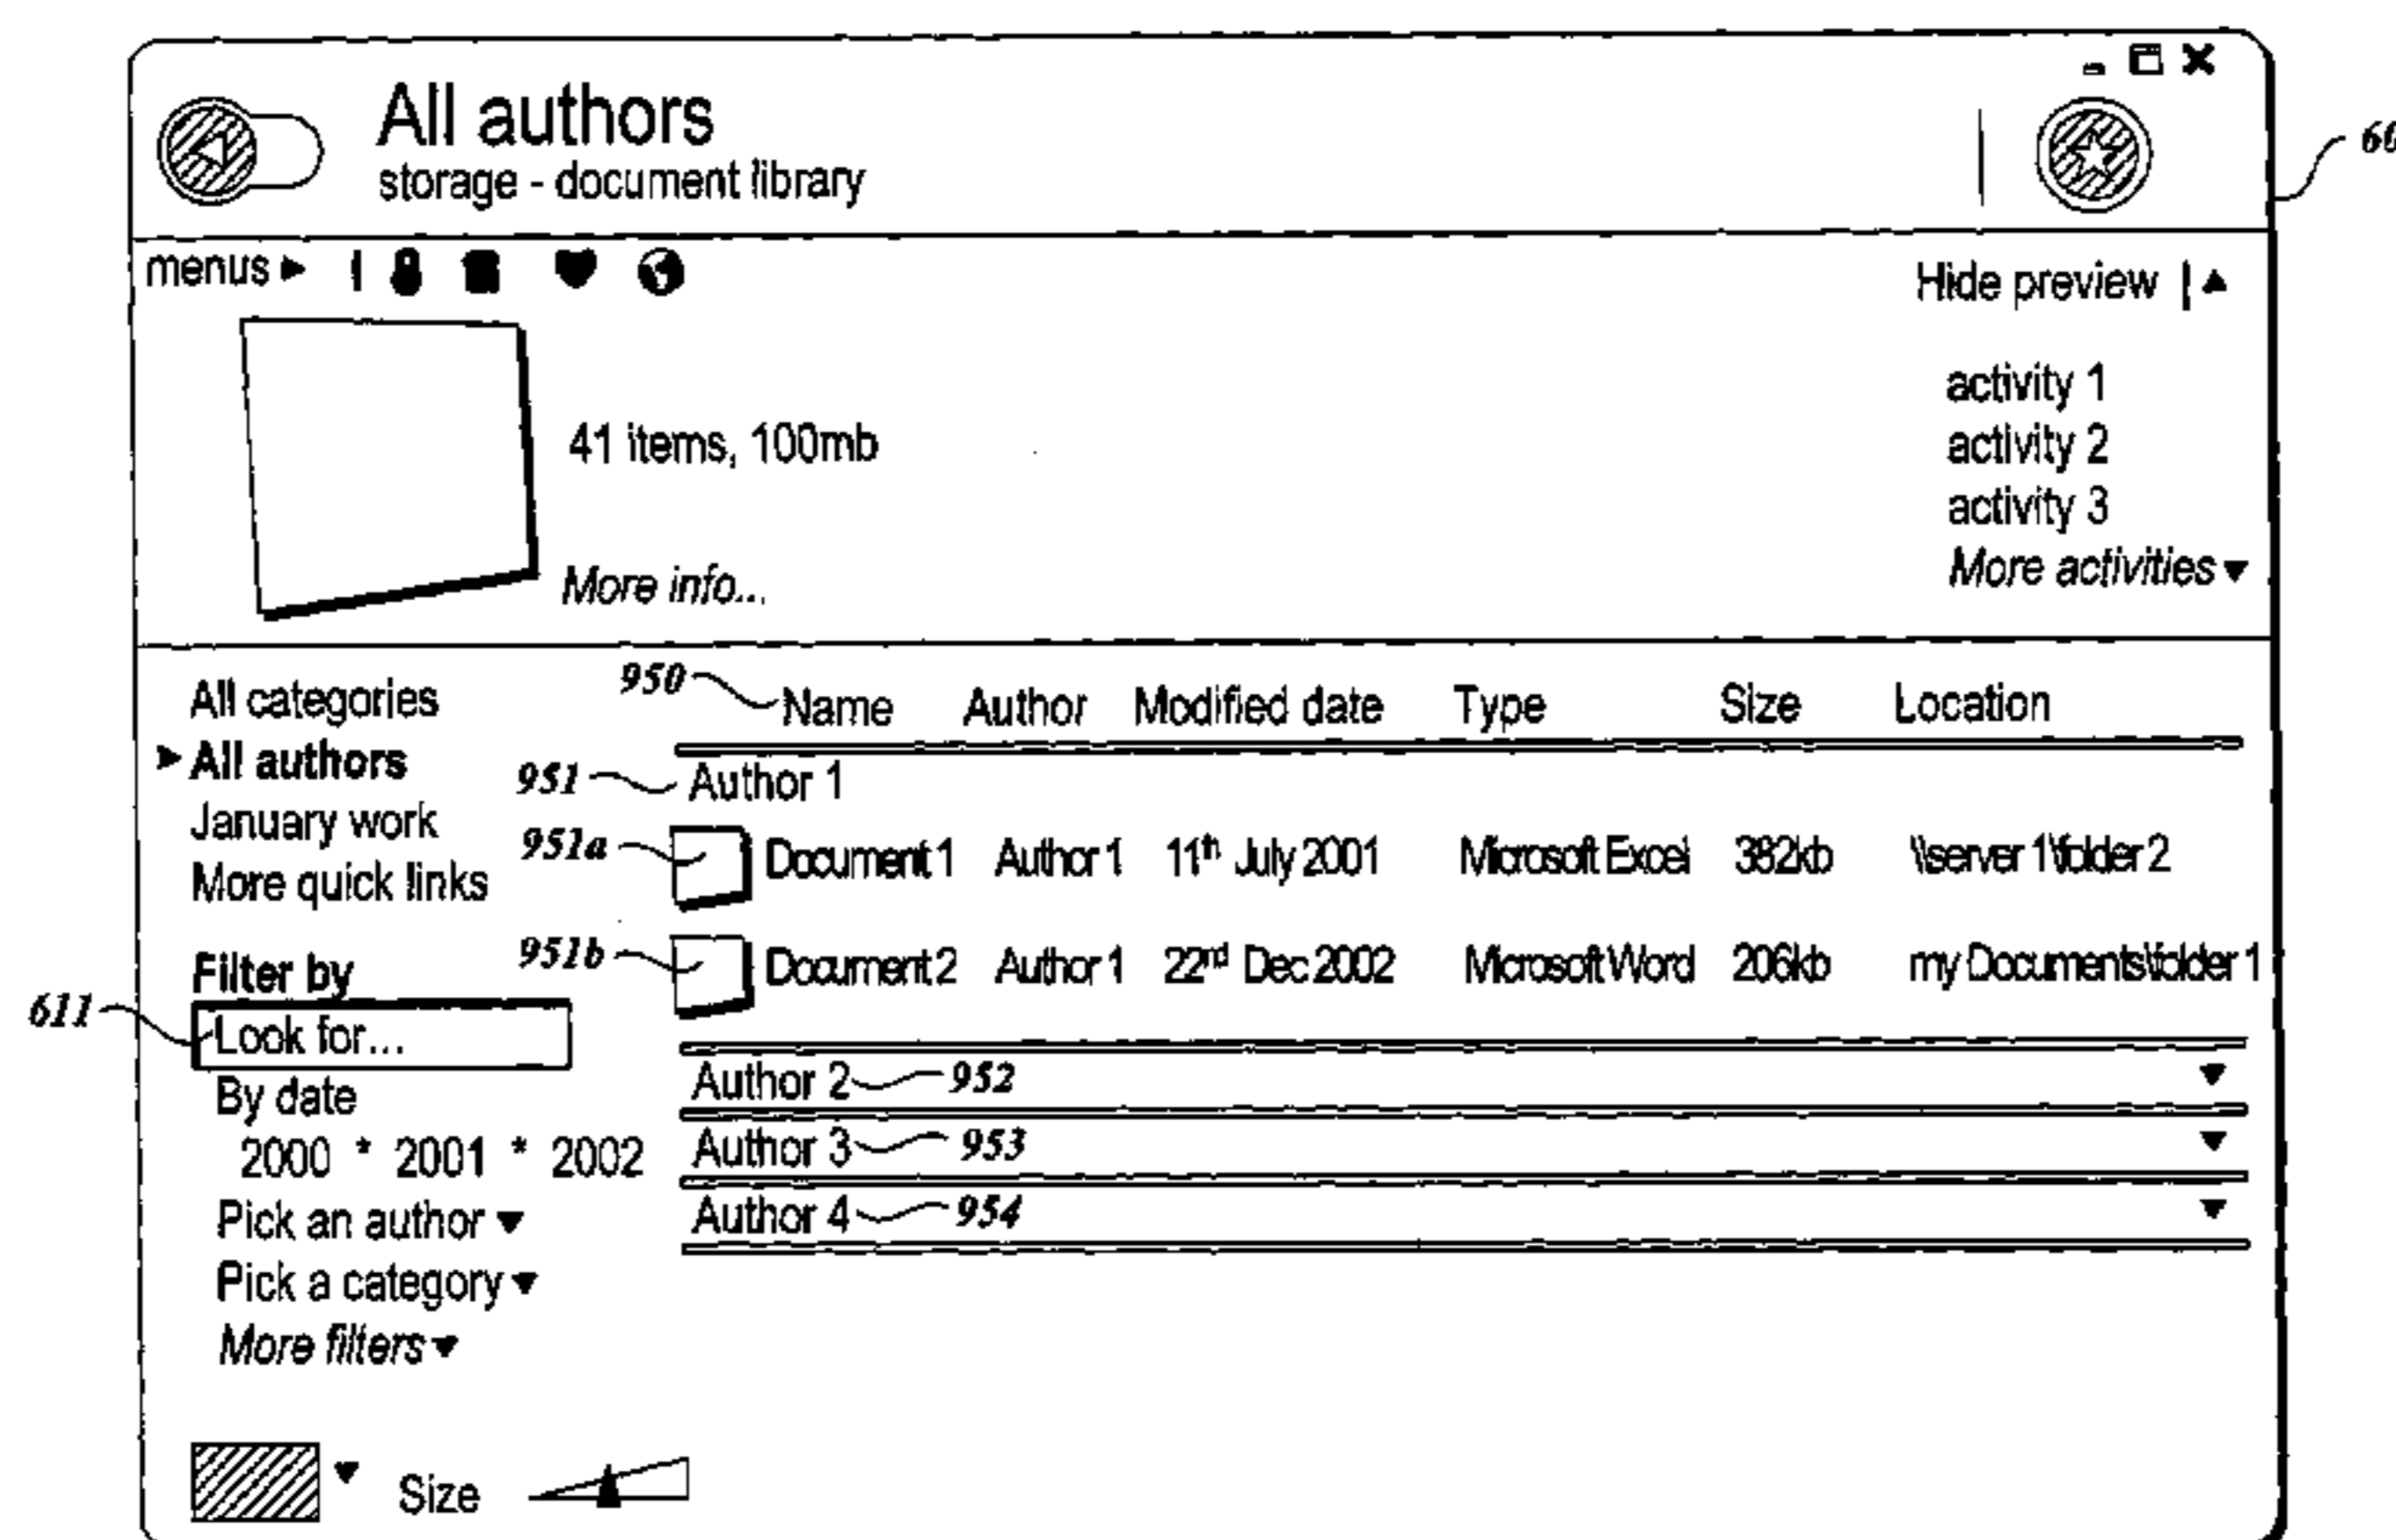 All authors
storage - document library
60
menus
Hide preview
activity 1
41 items, 100mb
activity 2
activity 3
More info...
More activities
All categories
All authors
January work
More quick links
Filter by
611
Look for...
By date
2000 * 2001 * 2002
Pick an author
Pick a category
More filters
Size
950 Name Author Modified date Type Size Location
951 Author 1
951a Document 1 Author 1 11th July 2001 Microsoft Excel 382kb \\server 1\folder 2
951b Document 2 Author 1 22nd Dec 2002 Microsoft Word 206kb my Documents\folder 1
Author 2 952
Author 3 953
Author 4 954